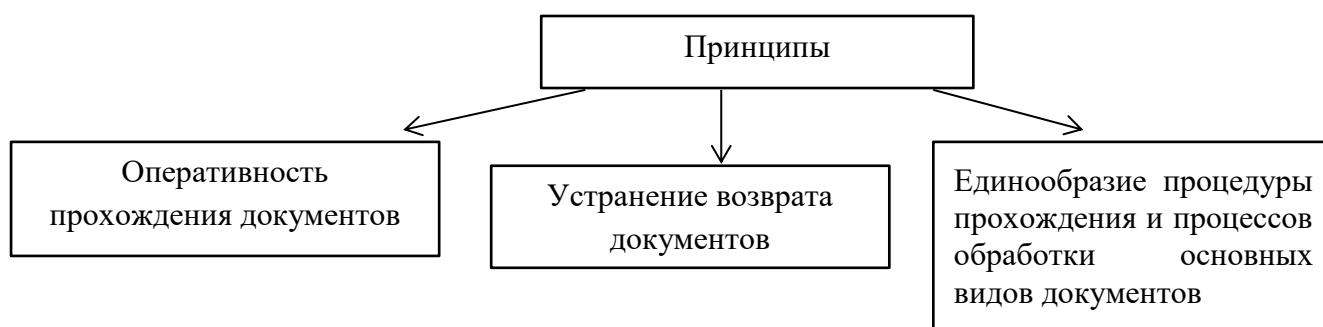 Принципы
Оперативность
прохождения документов
Устранение возврата
документов
Единообразие процедуры
прохождения и процессов
обработки основных
видов документов